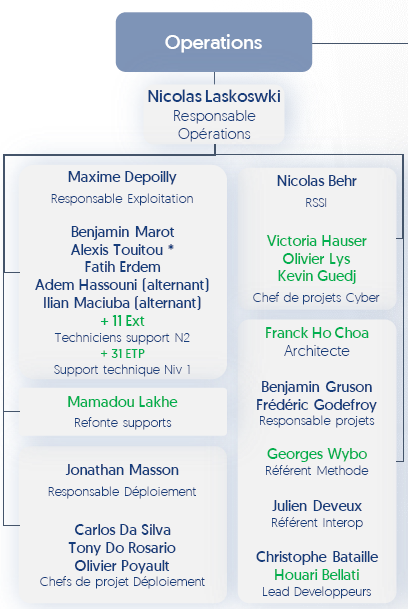 Operations
Nicolas Laskoswki
Responsable
Opérations
Maxime Depoilly
Responsable Exploitation
Benjamin Marot
Alexis Touitou *
Fatih Erdem
Adem Hassouni (alternant)
Ilian Maciuba (alternant)
+ 11 Ext
Techniciens support N2
+ 31 ETP
Support technique Niv 1
Mamadou Lakhe
Refonte supports
Jonathan Masson
Responsable Déploiement
Carlos Da Silva
Tony Do Rosario
Olivier Poyault
Chefs de projet Déploiement
Nicolas Behr
RSSI
Victoria Hauser
Olivier Lys
Kevin Guedj
Chef de projets Cyber
Franck Ho Choa
Architecte
Benjamin Gruson
Frédéric Godefroy
Responsable projets
Georges Wybo
Référent Methode
Julien Deveux
Référent Interop
Christophe Bataille
Houari Bellati
Lead Developpeurs